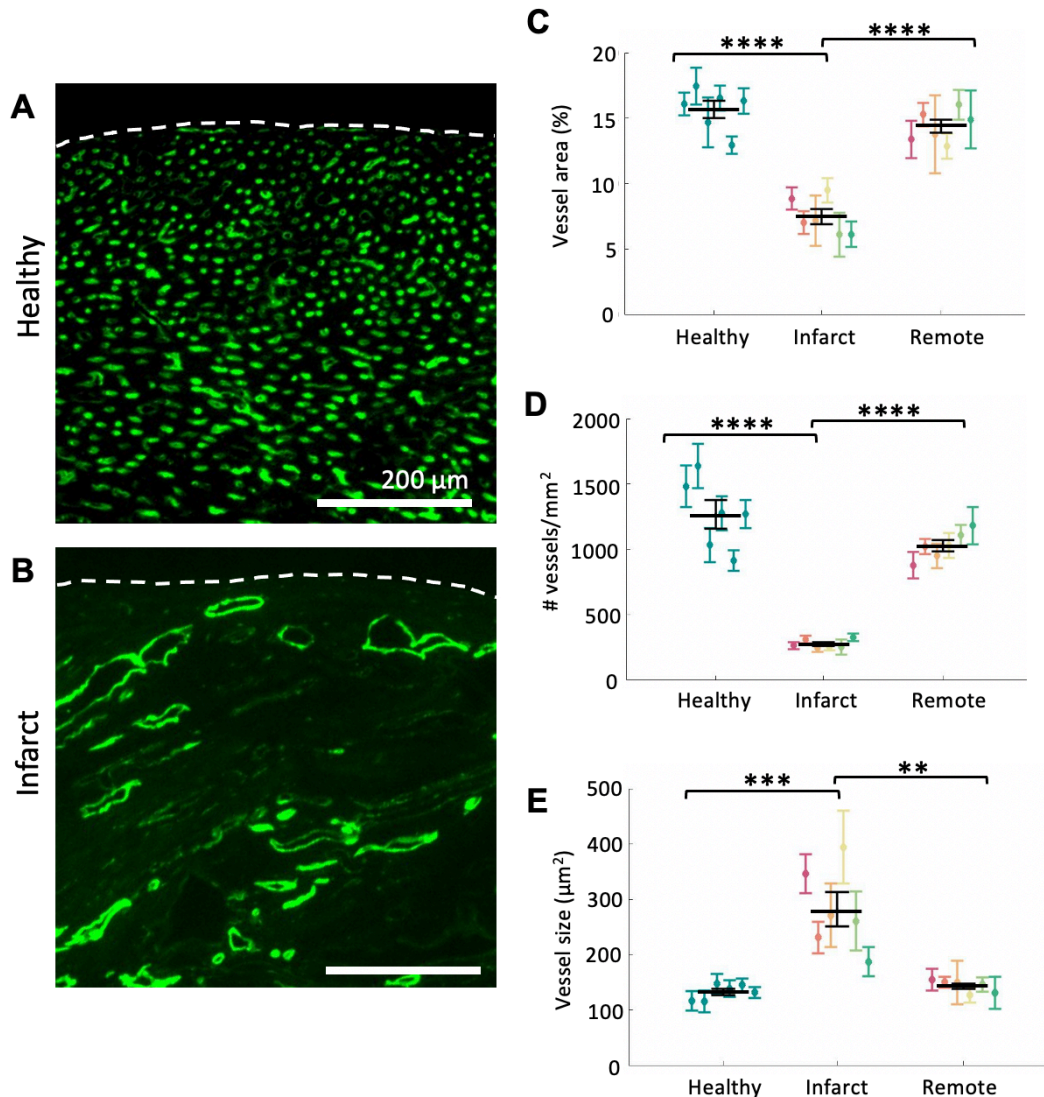 A
Healthy
200 μm
B
Infarct
C
****
****
Vessel area (%)
20
15
10
5
0
Healthy Infarct Remote
D
****
****
# vessels/mm²
2000
1500
1000
500
0
Healthy Infarct Remote
E
***
**
Vessel size (μm²)
500
400
300
200
100
0
Healthy Infarct Remote